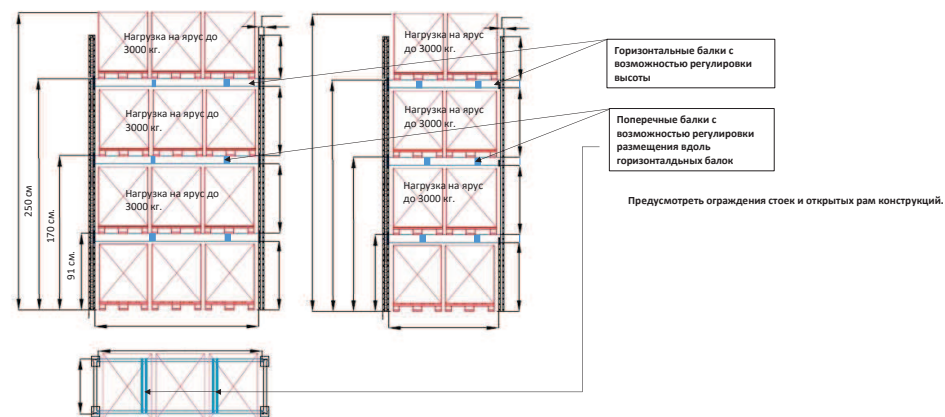 Нагрузка на ярус до
3000 кг.
Нагрузка на ярус до
3000 кг.
Нагрузка на ярус до
3000 кг.
250 см
170 см.
91 см.
Нагрузка на ярус
до 3000 кг.
Нагрузка на ярус
до 3000 кг.
Нагрузка на ярус
до 3000 кг.
Горизонтальные балки с
возможностью регулировки
высоты
Поперечные балки с
возможностью регулировки
размещения вдоль
горизонталдьных балок
Предусмотреть ограждения стоек и открытых рам конструкций.